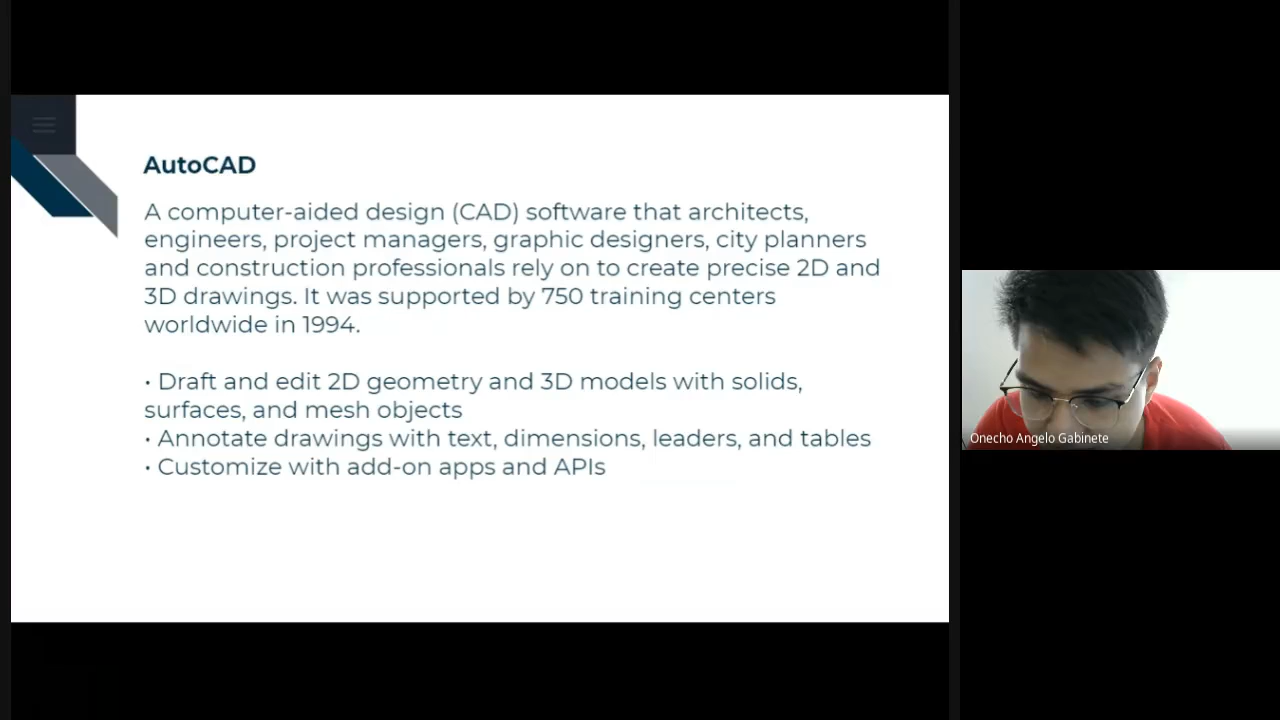 AutoCAD
A computer-aided design (CAD) software that architects,
engineers, project managers, graphic designers, city planners
and construction professionals rely on to create precise 2D and
3D drawings. It was supported by 750 training centers
worldwide in 1994.
• Draft and edit 2D geometry and 3D models with solids,
surfaces, and mesh objects
• Annotate drawings with text, dimensions, leaders, and tables
• Customize with add-on apps and APIs
Onecho Angelo Gabinete